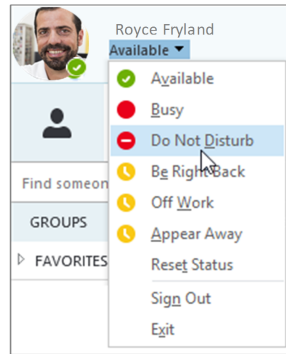 Royce Fryland
Available
Available
Busy
Do Not Disturb
Be Right Back
Find someon
Off Work
GROUPS
Appear Away
FAVORITES
Reset Status
Sign Out
Exit